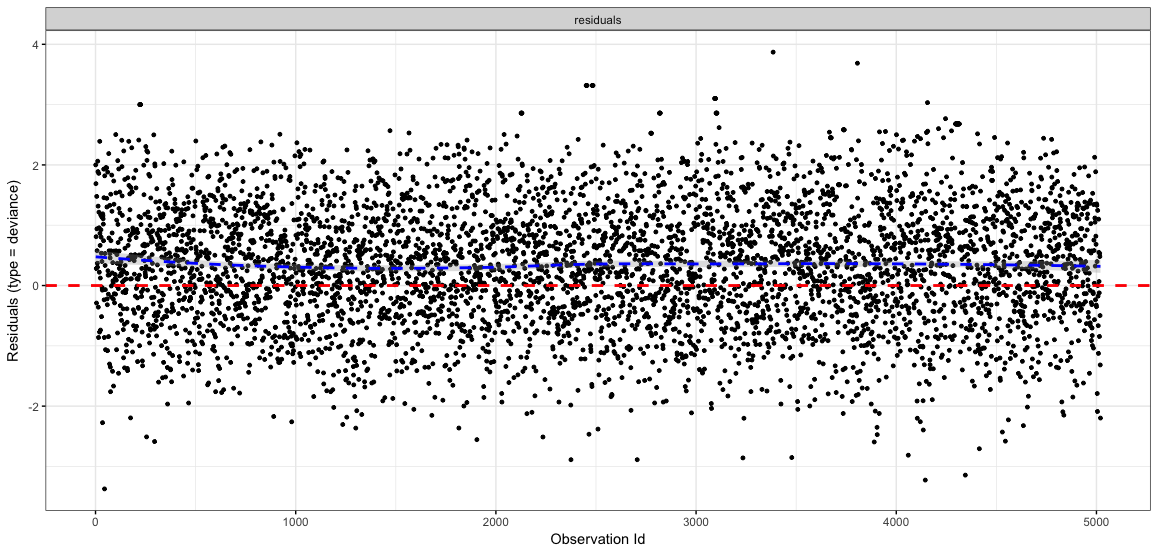 residuals
Residuals (type = deviance)
4
2
0
-2
0 1000 2000 3000 4000 5000
Observation Id